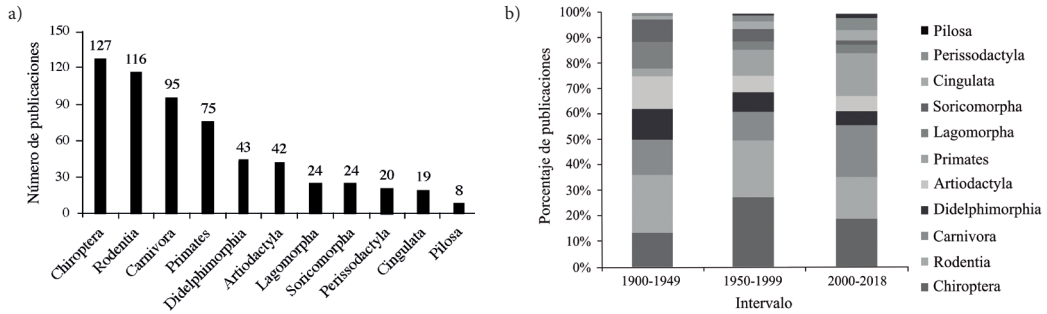 a)
Número de publicaciones
150
120
90
60
30
0
127
116
95
75
43
42
24
24
20
19
8
Chiroptera
Rodentia
Carnivora
Primates
Didelphimorphia
Artiodactyla
Lagomorpha
Soricomorpha
Perissodactyla
Cingulata
Pilosa
b)
Porcentaje de publicaciones
100%
90%
80%
70%
60%
50%
40%
30%
20%
10%
0%
1900-1949
1950-1999
2000-2018
Intervalo
Pilosa
Perissodactyla
Cingulata
Soricomorpha
Lagomorpha
Primates
Artiodactyla
Didelphimorphia
Carnivora
Rodentia
Chiroptera